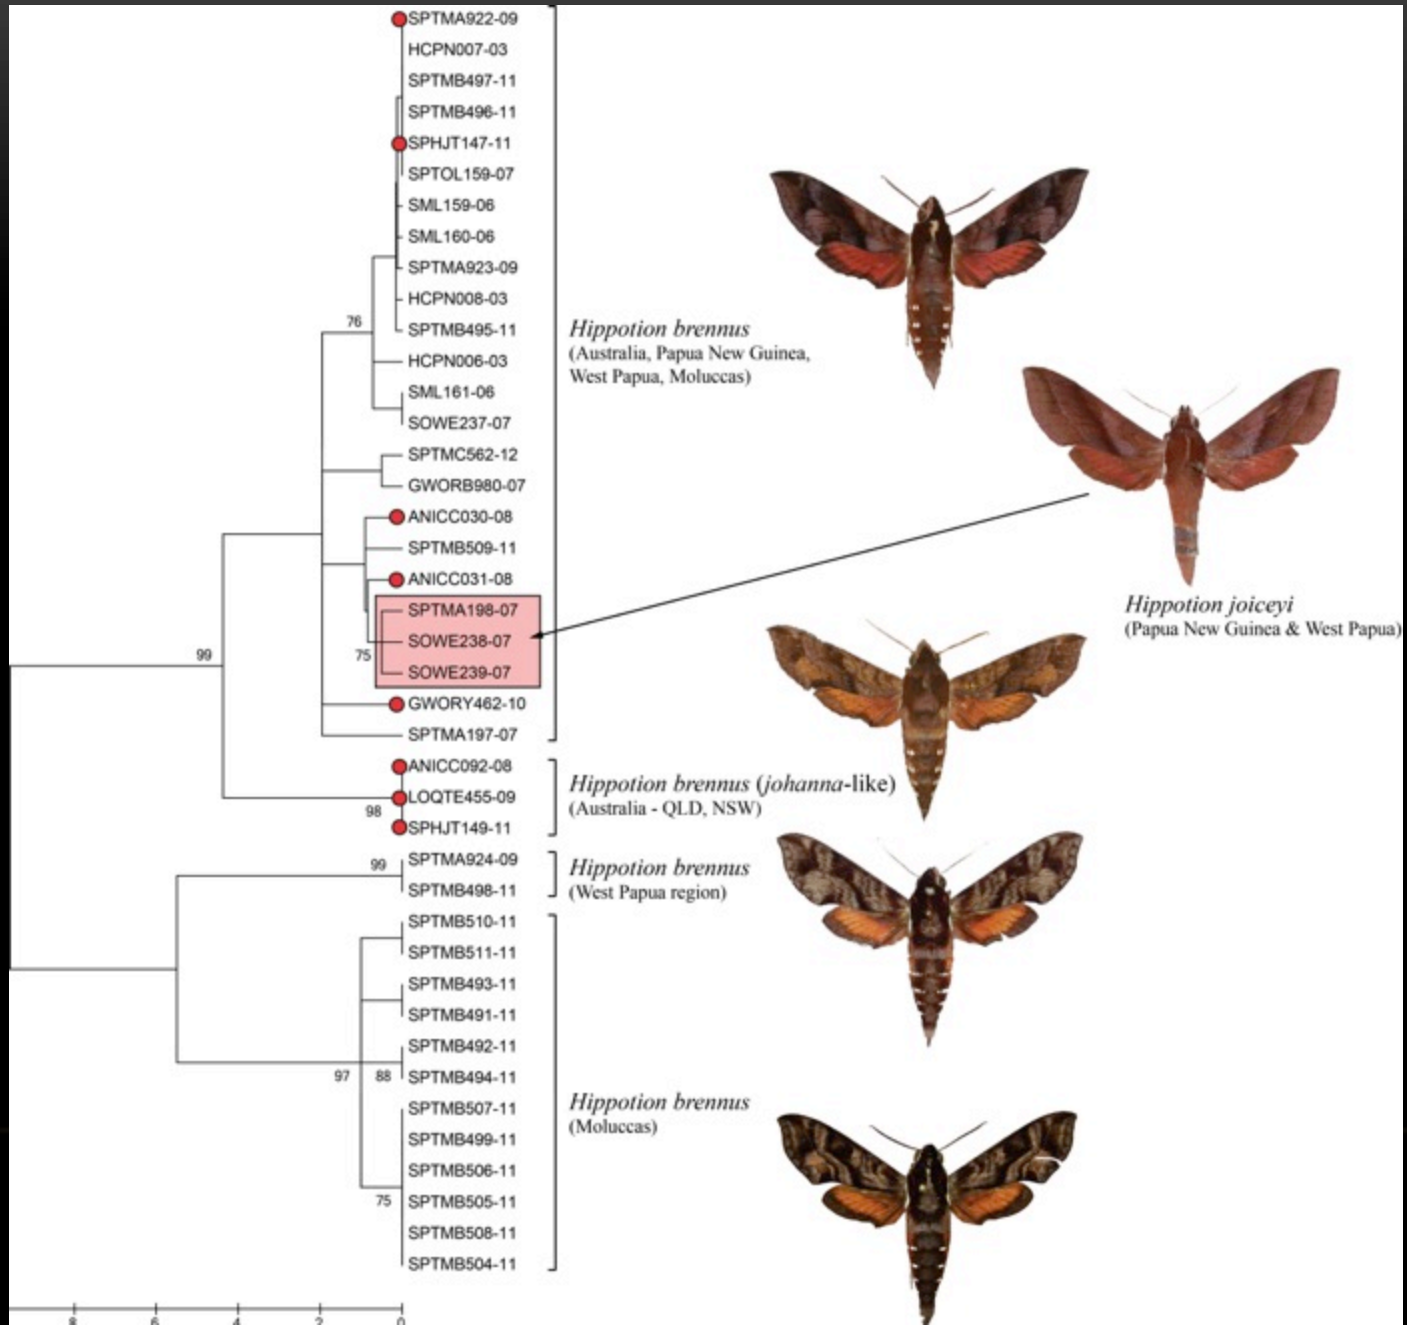 SPTMA922-09
HCPN007-03
SPTMB497-11
SPTMB496-11
SPHJT147-11
SPTOL159-07
SML159-06
SML160-06
SPTMA923-09
HCPN008-03
SPTMB495-11
76
HCPN006-03
SML161-06
SOWE237-07
SPTMC562-12
GWORB980-07
ANICC030-08
SPTMB509-11
ANICC031-08
SPTMA198-07
SOWE238-07
75
SOWE239-07
99
GWORY462-10
SPTMA197-07
ANICC092-08
LOQTE455-09
98
SPHJT149-11
SPTMA924-09
99
SPTMB498-11
SPTMB510-11
SPTMB511-11
SPTMB493-11
SPTMB491-11
SPTMB492-11
97 88
SPTMB494-11
SPTMB507-11
SPTMB499-11
SPTMB506-11
75
SPTMB505-11
SPTMB508-11
SPTMB504-11
Hippotion brennus
(Australia, Papua New Guinea,
West Papua, Moluccas)
Hippotion joiceyi
(Papua New Guinea & West Papua)
Hippotion brennus (johanna-like)
(Australia - QLD, NSW)
Hippotion brennus
(West Papua region)
Hippotion brennus
(Moluccas)
8 6 4 2 0